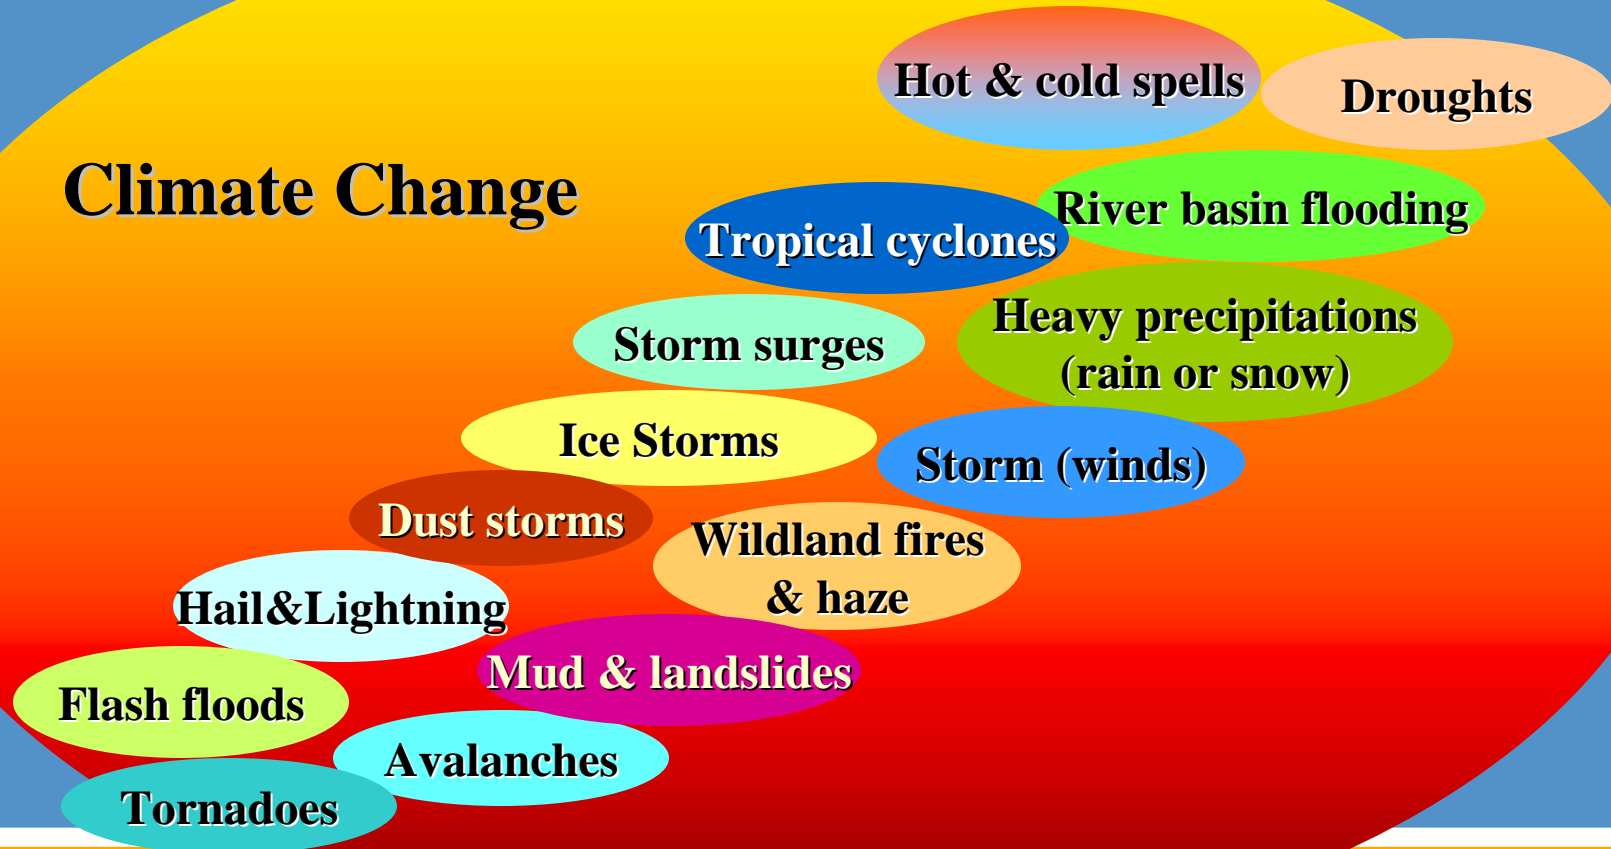 Hot & cold spells
Droughts
Climate Change
River basin flooding
Tropical cyclones
Heavy precipitations
(rain or snow)
Storm surges
Ice Storms
Storm (winds)
Dust storms
Wildland fires
& haze
Hail&Lightning
Mud & landslides
Flash floods
Avalanches
Tornadoes